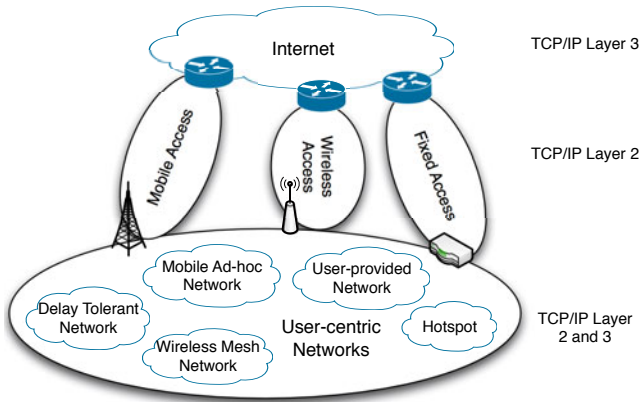 Internet
TCP/IP Layer 3
Mobile Access
Wireless
Access
Fixed Access
TCP/IP Layer 2
Mobile Ad-hoc
Network
User-provided
Network
Delay Tolerant
Network
User-centric
Networks
Hotspot
Wireless Mesh
Network
TCP/IP Layer
2 and 3